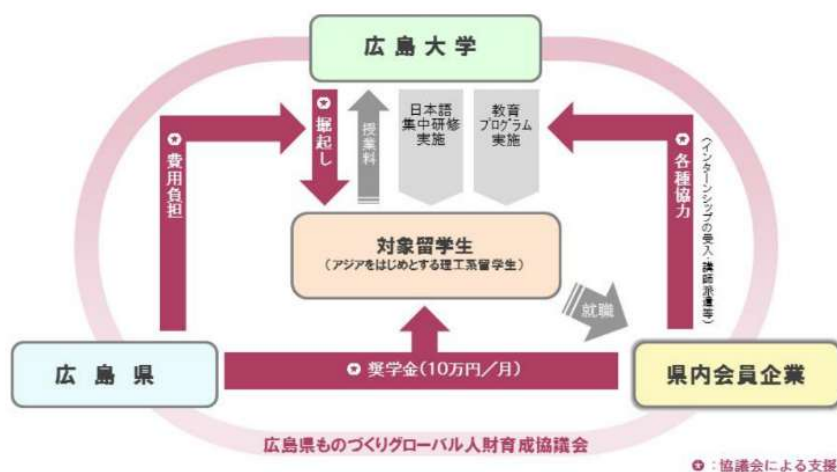 広島大学
✪掘起し
授業料
日本語
集中研修
実施
教育
プログラム
実施
✪費用負担
✪各種協力
(インターンシップの受入・講師派遣等)
対象留学生
(アジアをはじめとする理工系留学生)
就職
広島県
✪奨学金(10万円/月)
県内会員企業
広島県ものづくりグローバル人財育成協議会
✪:協議会による支援